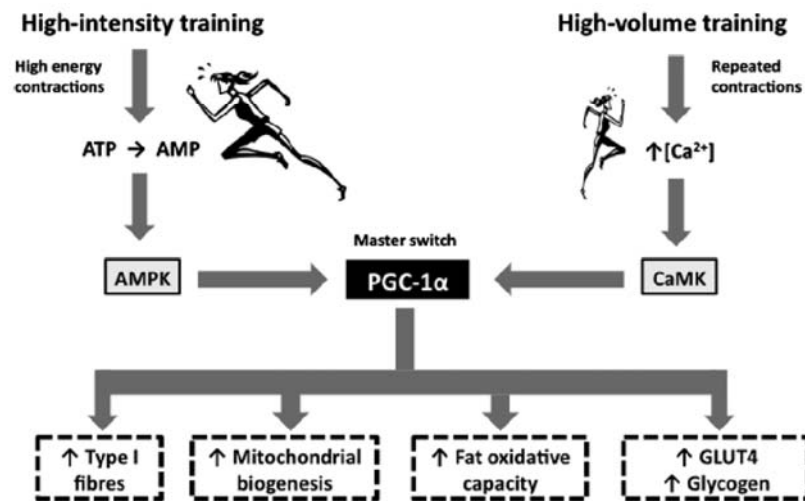 High-intensity training
High-volume training
High energy
contractions
Repeated
contractions
ATP → AMP
↑[Ca²⁺]
Master switch
AMPK
PGC-1α
CaMK
↑ Type I
fibres
↑ Mitochondrial
biogenesis
↑ Fat oxidative
capacity
↑ GLUT4
↑ Glycogen